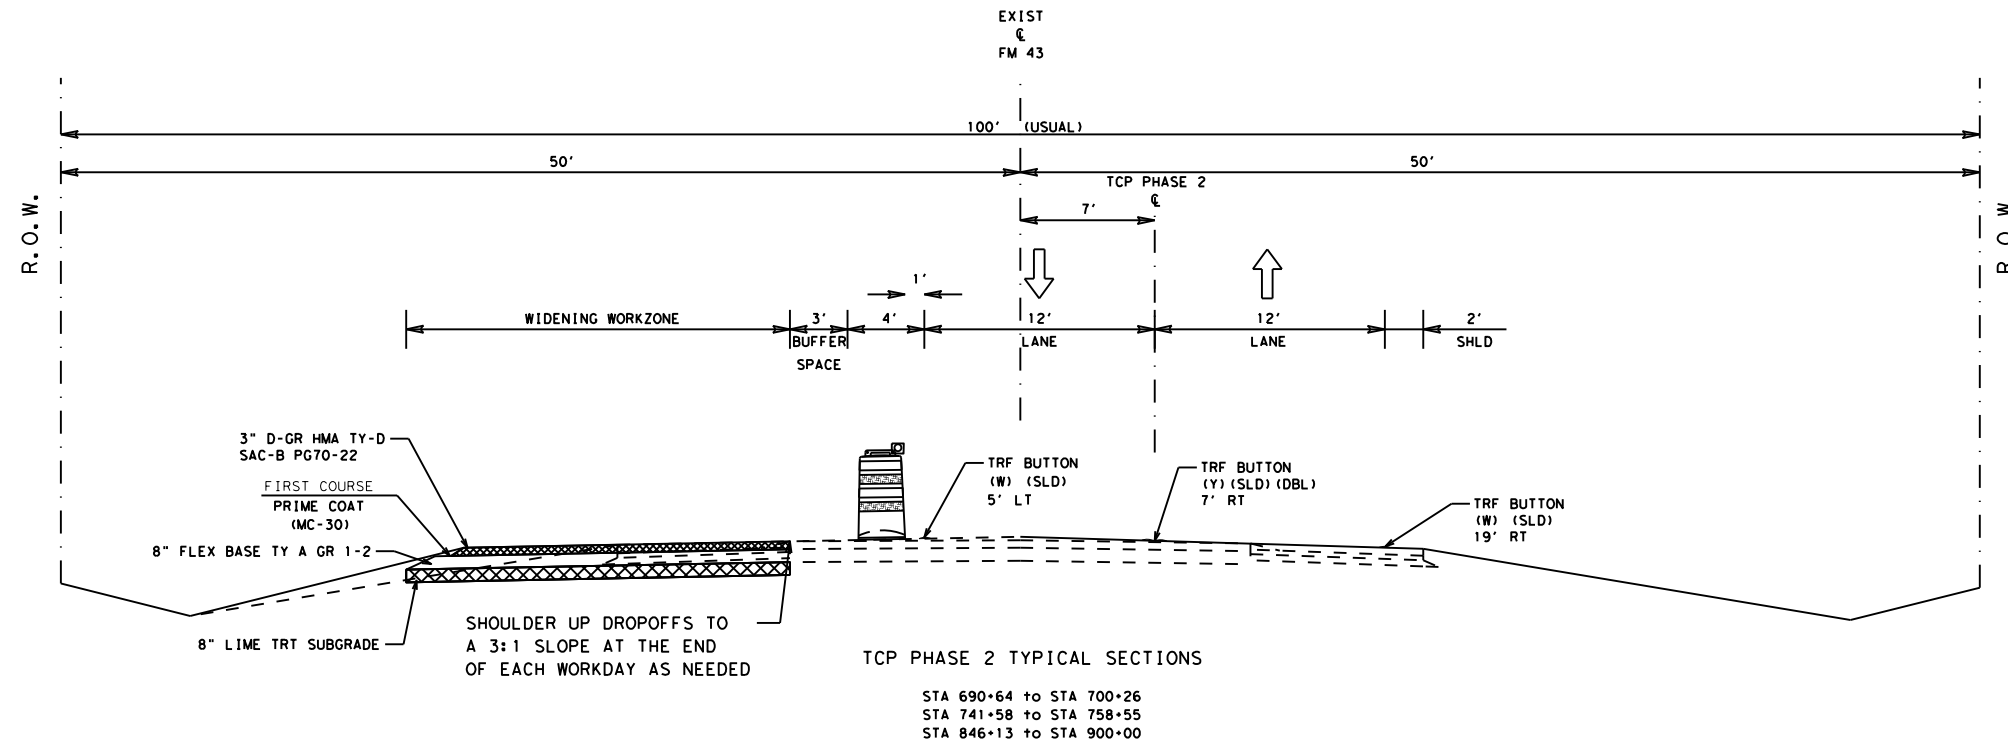 EXIST
℄
FM 43
100' (USUAL)
50'
50'
TCP PHASE 2
℄
7'
R.O.W.
R.O.W
1'
WIDENING WORKZONE
3'
4'
12'
12'
2'
BUFFER
SPACE
LANE
LANE
SHLD
3" D-GR HMA TY-D
SAC-B PG70-22
FIRST COURSE
PRIME COAT
(MC-30)
8" FLEX BASE TY A GR 1-2
TRF BUTTON
(W) (SLD)
5' LT
TRF BUTTON
(Y) (SLD) (DBL)
7' RT
TRF BUTTON
(W) (SLD)
19' RT
8" LIME TRT SUBGRADE
SHOULDER UP DROPOFFS TO
A 3:1 SLOPE AT THE END
OF EACH WORKDAY AS NEEDED
TCP PHASE 2 TYPICAL SECTIONS
STA 690+64 to STA 700+26
STA 741+58 to STA 758+55
STA 846+13 to STA 900+00